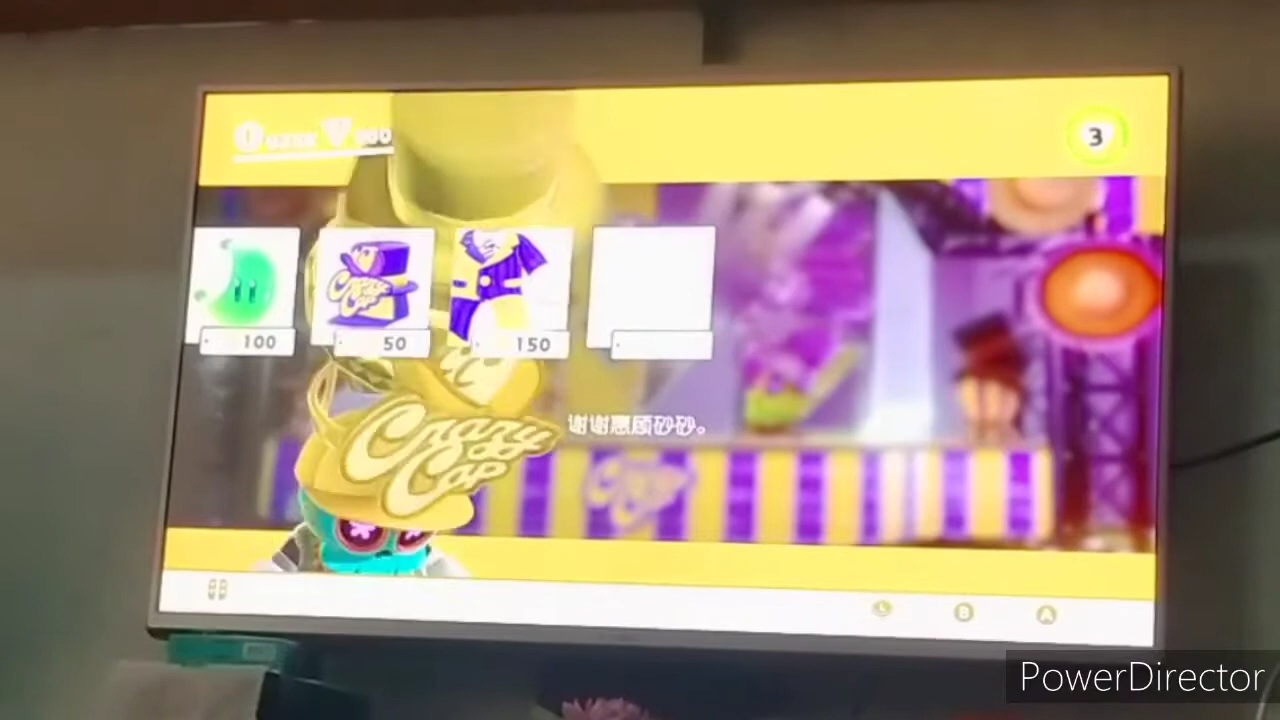 3
Crazy
Cap
100
50
150
谢谢惠顾砂砂。
Crazy
Cap
L B A
PowerDirector